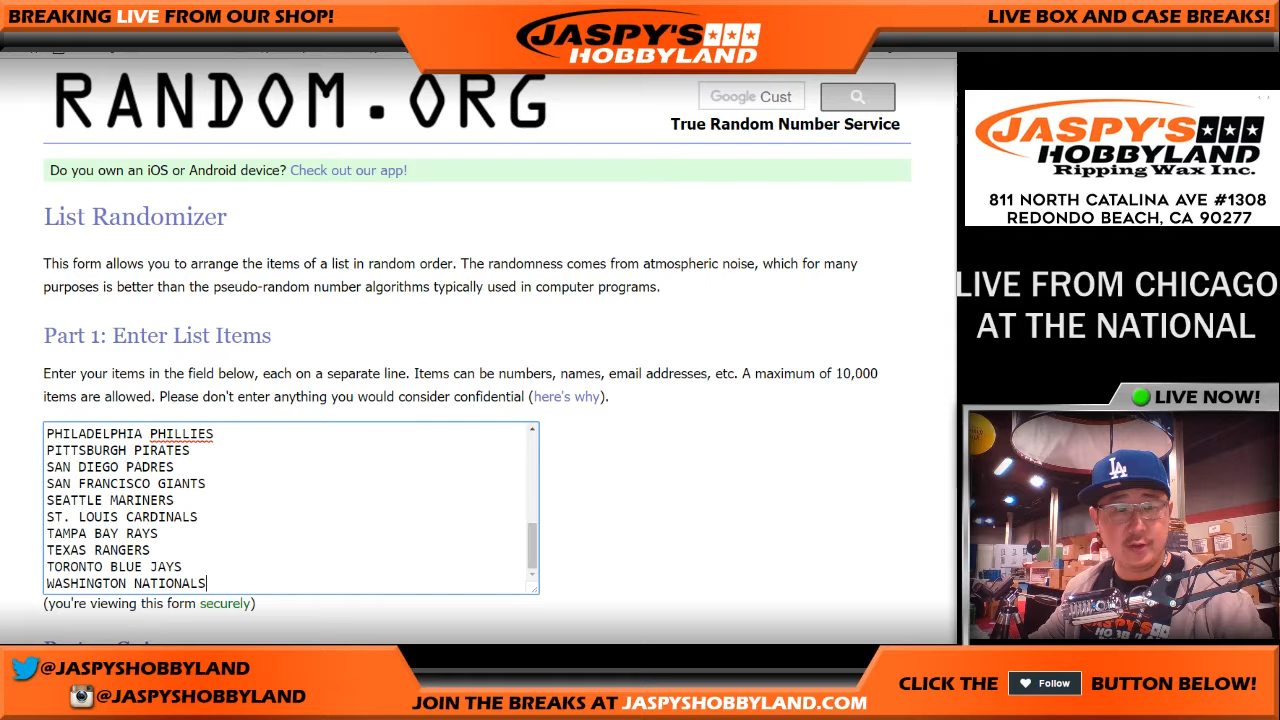 BREAKING LIVE FROM OUR SHOP!
JASPY'S
HOBBYLAND
LIVE BOX AND CASE BREAKS!
RANDOM.ORG
Google Cust
True Random Number Service
Do you own an iOS or Android device? Check out our app!
List Randomizer
This form allows you to arrange the items of a list in random order. The randomness comes from atmospheric noise, which for many
purposes is better than the pseudo-random number algorithms typically used in computer programs.
Part 1: Enter List Items
Enter your items in the field below, each on a separate line. Items can be numbers, names, email addresses, etc. A maximum of 10,000
items are allowed. Please don't enter anything you would consider confidential (here's why).
PHILADELPHIA PHILLIES
PITTSBURGH PIRATES
SAN DIEGO PADRES
SAN FRANCISCO GIANTS
SEATTLE MARINERS
ST. LOUIS CARDINALS
TAMPA BAY RAYS
TEXAS RANGERS
TORONTO BLUE JAYS
WASHINGTON NATIONALS
(you're viewing this form securely)
JASPY'S
HOBBYLAND
Ripping Wax Inc.
811 NORTH CATALINA AVE #1308
REDONDO BEACH, CA 90277
LIVE FROM CHICAGO
AT THE NATIONAL
LIVE NOW!
LA
JASPY'S
HOBBYLAND
@JASPYSHOBBYLAND
@JASPYSHOBBYLAND
JOIN THE BREAKS AT JASPYSHOBBYLAND.COM
CLICK THE Follow BUTTON BELOW!